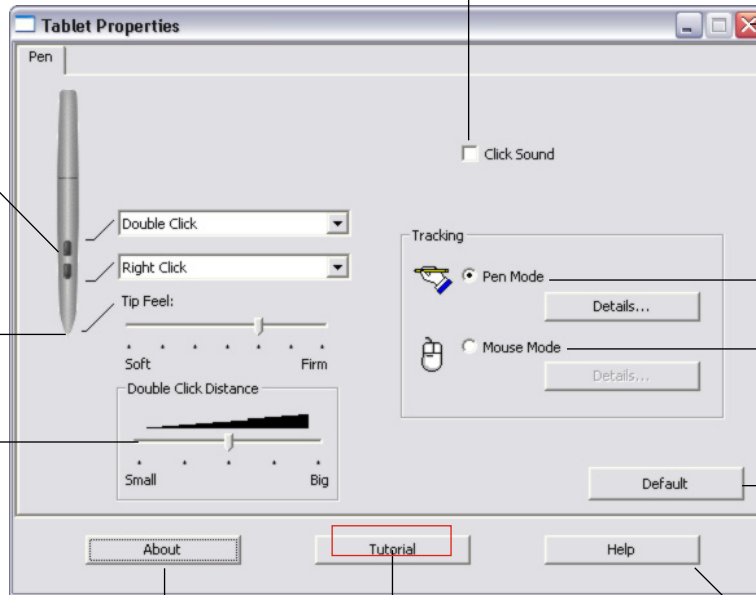 Tablet Properties
Pen
Click Sound
Double Click
Right Click
Tip Feel:
Soft Firm
Double Click Distance
Small Big
Tracking
Pen Mode
Details...
Mouse Mode
Details...
Default
About Tutorial Help